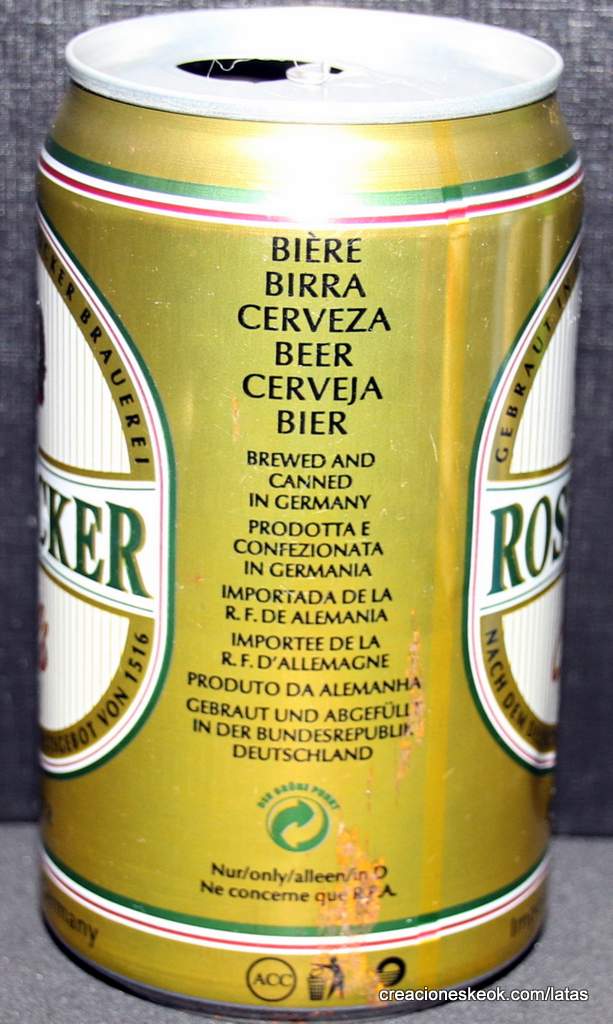 BIÈRE
BIRRA
CERVEZA
BEER
CERVEJA
BIER
BREWED AND
CANNED
IN GERMANY
PRODOTTA E
CONFEZIONATA
IN GERMANIA
IMPORTADA DE LA
R. F. DE ALEMANIA
IMPORTEE DE LA
R. F. D'ALLEMAGNE
PRODUTO DA ALEMANHA
GEBRAUT UND ABGEFÜLLT
IN DER BUNDESREPUBLIK
DEUTSCHLAND
DER GRÜNE PUNKT
Nur/only/alleen/in D
Ne concerne que R.F.A.
ACC
BRAUEREI
CKER
VON 1516
GEBRAUT
ROS
NACH DEM
many
creacioneskeok.com/latas